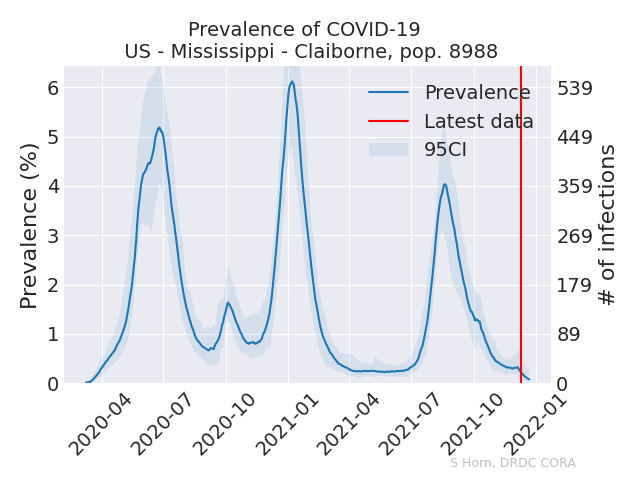 Prevalence of COVID-19
US - Mississippi - Claiborne, pop. 8988
Prevalence (%)
6
5
4
3
2
1
0
Prevalence
Latest data
95CI
539
449
359
269
179
89
0
# of infections
2020-04
2020-07
2020-10
2021-01
2021-04
2021-07
2021-10
2022-01
S Horn, DRDC CORA